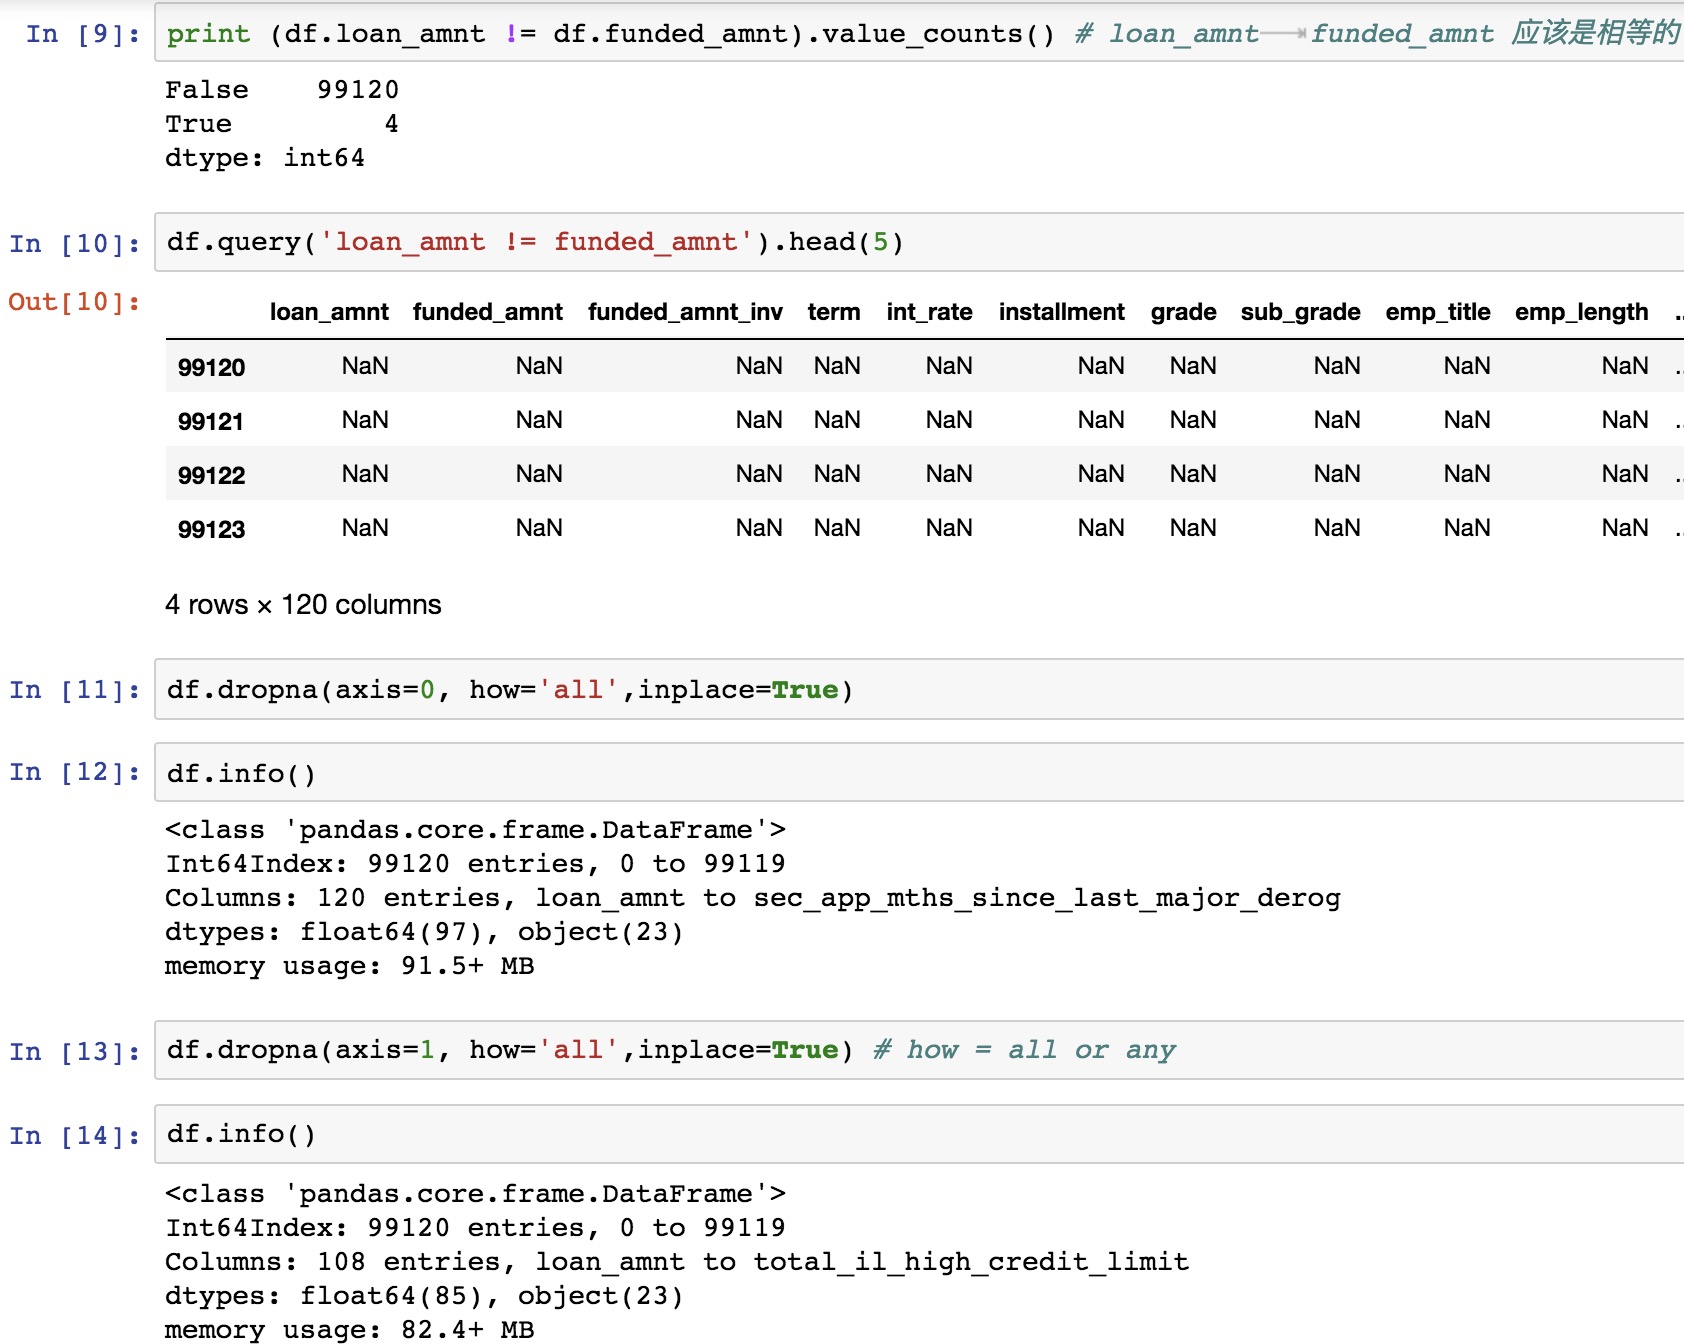 In [9]: print (df.loan_amnt != df.funded_amnt).value_counts() # loan_amnt—→funded_amnt 应该是相等的
False    99120
True         4
dtype: int64
In [10]: df.query('loan_amnt != funded_amnt').head(5)
Out[10]:
loan_amnt funded_amnt funded_amnt_inv term int_rate installment grade sub_grade emp_title emp_length ..
99120 NaN NaN NaN NaN NaN NaN NaN NaN NaN NaN ..
99121 NaN NaN NaN NaN NaN NaN NaN NaN NaN NaN ..
99122 NaN NaN NaN NaN NaN NaN NaN NaN NaN NaN ..
99123 NaN NaN NaN NaN NaN NaN NaN NaN NaN NaN ..
4 rows × 120 columns
In [11]: df.dropna(axis=0, how='all',inplace=True)
In [12]: df.info()
<class 'pandas.core.frame.DataFrame'>
Int64Index: 99120 entries, 0 to 99119
Columns: 120 entries, loan_amnt to sec_app_mths_since_last_major_derog
dtypes: float64(97), object(23)
memory usage: 91.5+ MB
In [13]: df.dropna(axis=1, how='all',inplace=True) # how = all or any
In [14]: df.info()
<class 'pandas.core.frame.DataFrame'>
Int64Index: 99120 entries, 0 to 99119
Columns: 108 entries, loan_amnt to total_il_high_credit_limit
dtypes: float64(85), object(23)
memory usage: 82.4+ MB